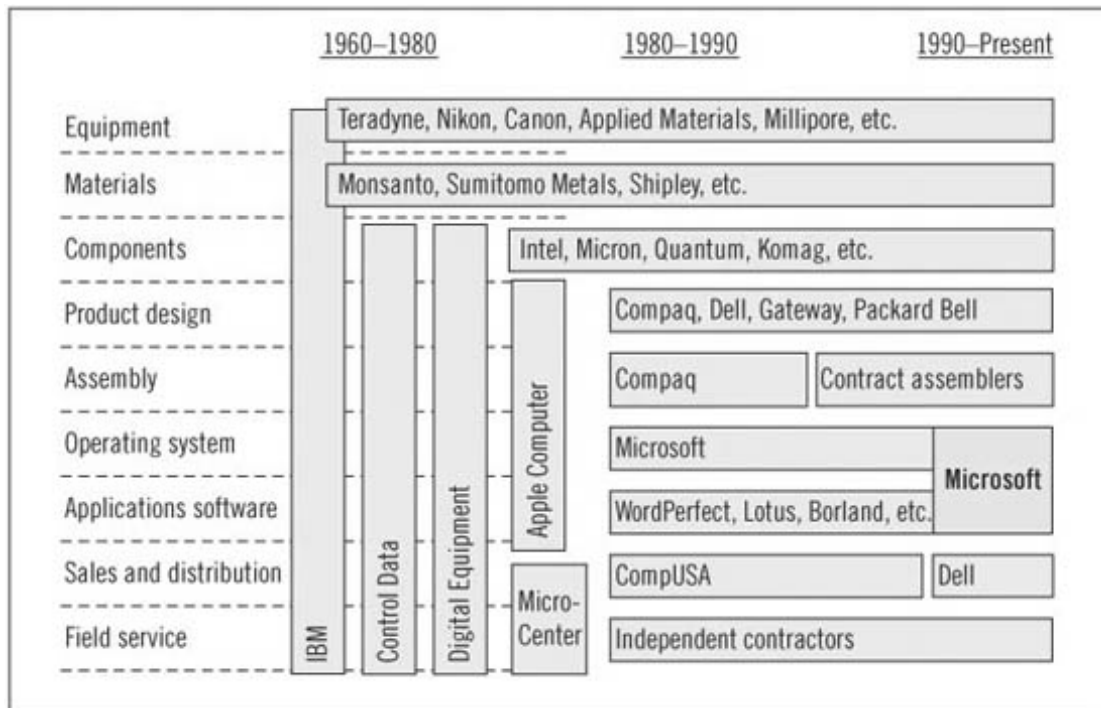 1960–1980 1980–1990 1990–Present
Equipment
Teradyne, Nikon, Canon, Applied Materials, Millipore, etc.
Materials
Monsanto, Sumitomo Metals, Shipley, etc.
Components
Intel, Micron, Quantum, Komag, etc.
Product design
Compaq, Dell, Gateway, Packard Bell
Assembly
Compaq
Contract assemblers
Operating system
Microsoft
Microsoft
Applications software
WordPerfect, Lotus, Borland, etc.
Sales and distribution
CompUSA
Dell
Field service
Independent contractors
IBM
Control Data
Digital Equipment
Apple Computer
Micro-
Center